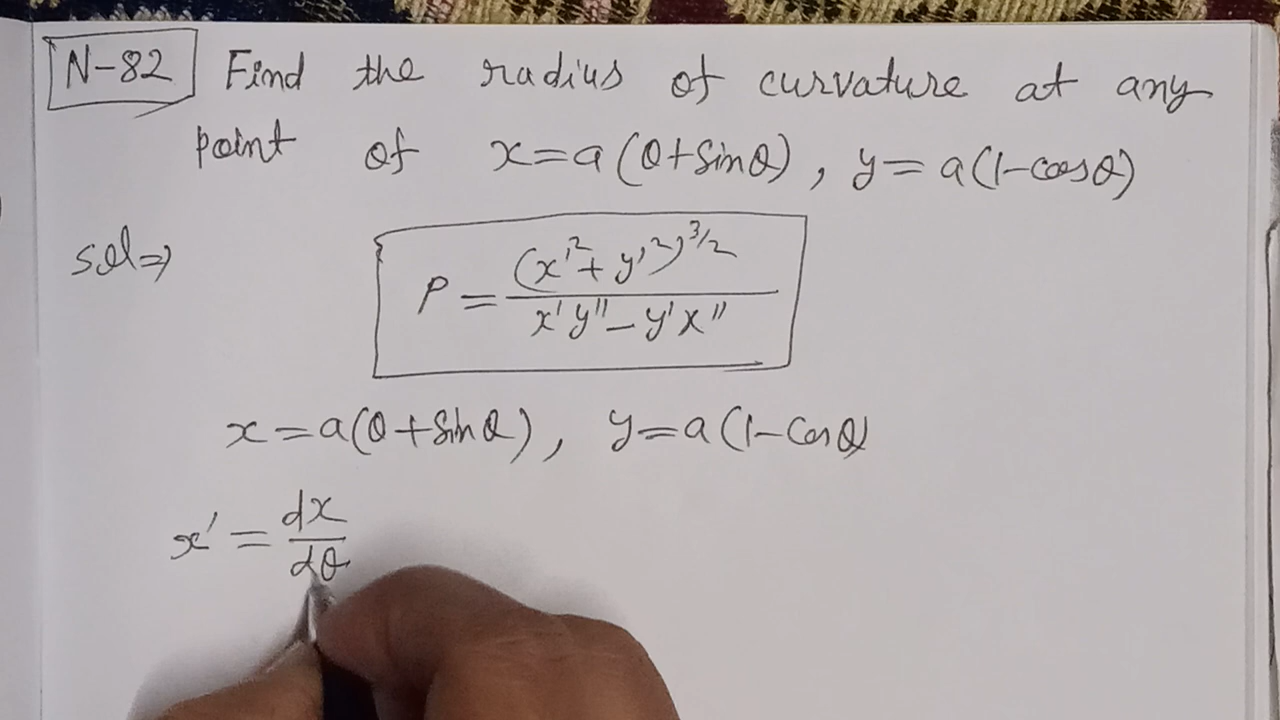 N-82 Find the radius of curvature at any
point of x=a(θ+sinθ), y=a(1-cosθ)
sol⇒
ρ = (x'²+y'²)^3/2 / x'y''-y'x''
x=a(θ+sinθ), y=a(1-cosθ)
x' = dx/dθ